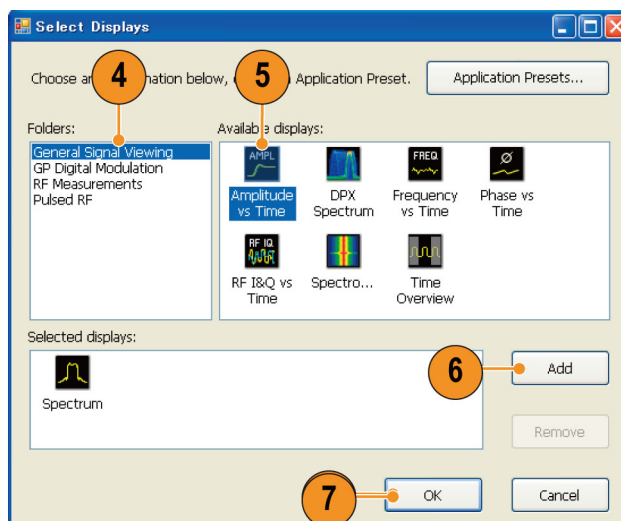 Select Displays
4
5
Choose a nation below, Application Preset.
Application Presets...
Folders:
Available displays:
General Signal Viewing
GP Digital Modulation
RF Measurements
Pulsed RF
AMPL
Amplitude
vs Time
DPX
Spectrum
FREQ
Frequency
vs Time
Ø
Phase vs
Time
RF IQ
RF I&Q vs
Time
Spectro...
Time
Overview
Selected displays:
Spectrum
6
Add
Remove
7
OK
Cancel